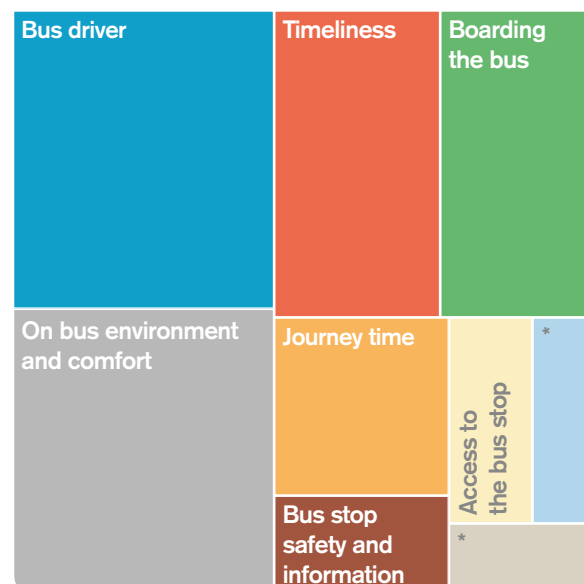 Bus driver
Timeliness
Boarding
the bus
On bus environment
and comfort
Journey time
Access to
the bus stop
*
Bus stop
safety and
information
*